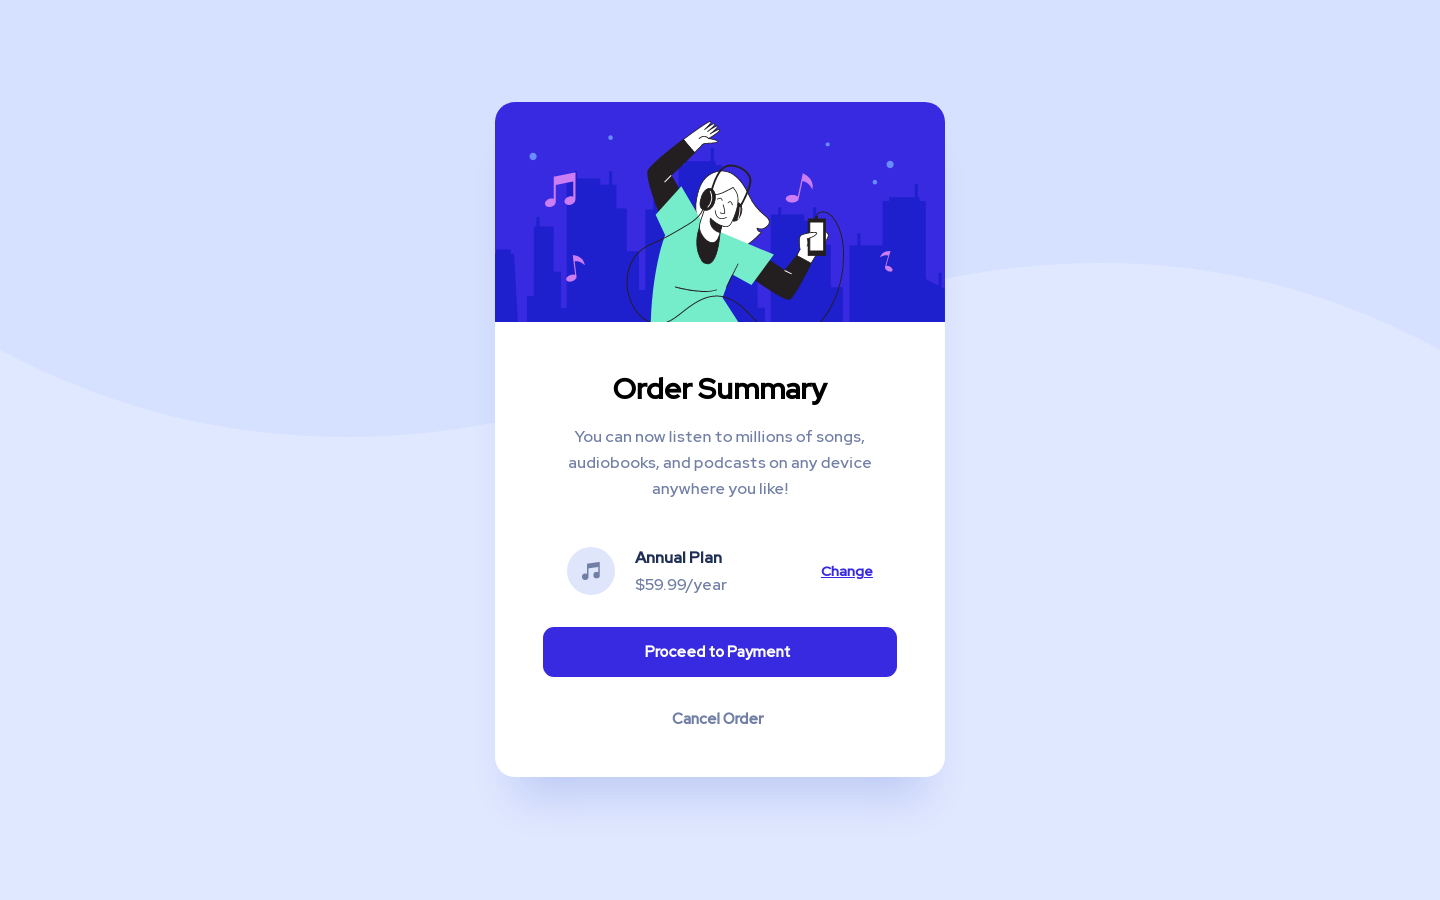 Order Summary
You can now listen to millions of songs,
audiobooks, and podcasts on any device
anywhere you like!
Annual Plan
$59.99/year
Change
Proceed to Payment
Cancel Order